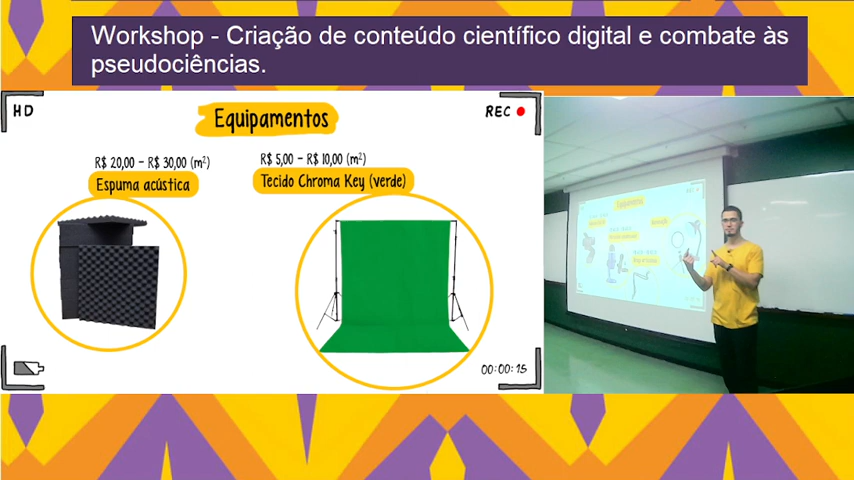 Workshop - Criação de conteúdo científico digital e combate às
pseudociências.
HD
Equipamentos
REC
R$ 20,00 - R$ 30,00 (m²)
Espuma acústica
R$ 5,00 - R$ 10,00 (m²)
Tecido Chroma Key (verde)
00:00:15
Equipamentos